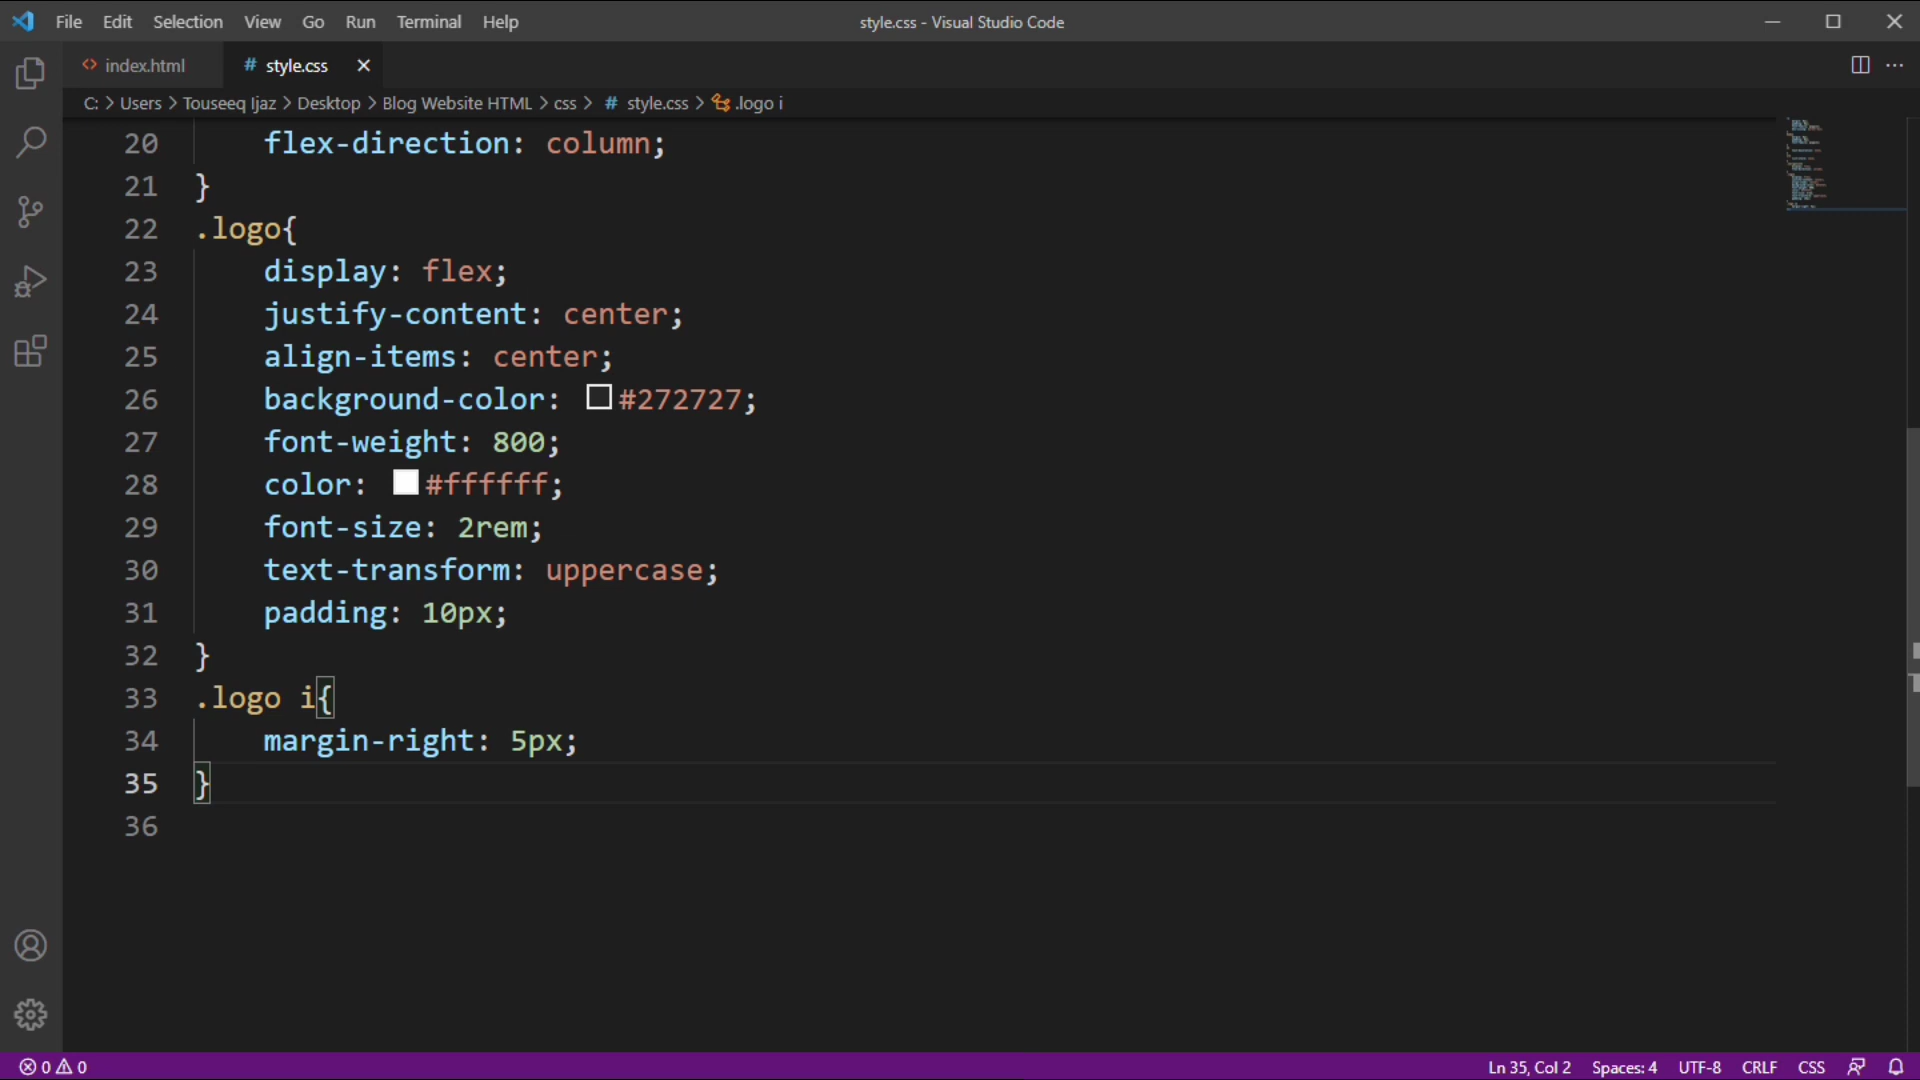 File Edit Selection View Go Run Terminal Help style.css - Visual Studio Code
index.html # style.css
C: > Users > Touseeq Ijaz > Desktop > Blog Website HTML > css > # style.css > .logo i
20 flex-direction: column;
21 }
22 .logo{
23 display: flex;
24 justify-content: center;
25 align-items: center;
26 background-color: #272727;
27 font-weight: 800;
28 color: #ffffff;
29 font-size: 2rem;
30 text-transform: uppercase;
31 padding: 10px;
32 }
33 .logo i{
34 margin-right: 5px;
35 }
36
0 0 Ln 35, Col 2 Spaces: 4 UTF-8 CRLF CSS